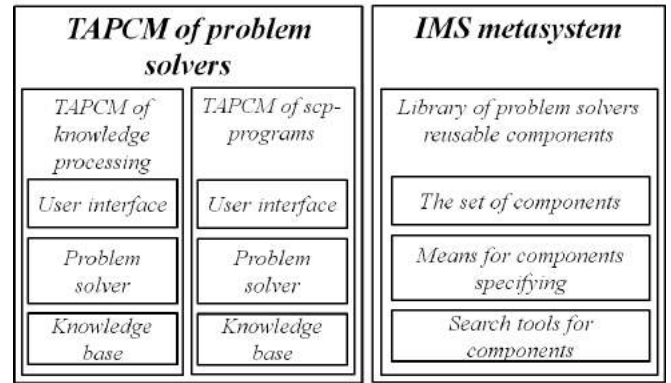 TAPCM of problem
solvers
TAPCM of
knowledge
processing
User interface
Problem
solver
Knowledge
base
TAPCM of scp-
programs
User interface
Problem
solver
Knowledge
base
IMS metasystem
Library of problem solvers
reusable components
The set of components
Means for components
specifying
Search tools for
components